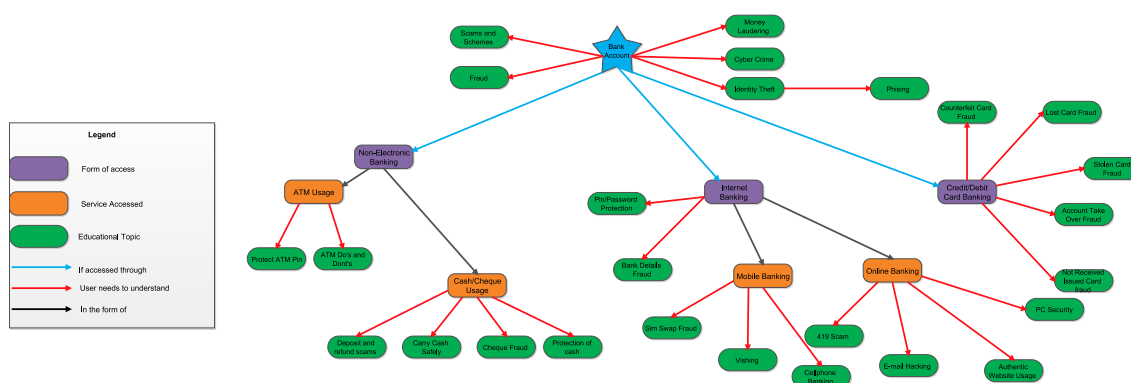 Scams and
Schemes
Fraud
Bank
Account
Money
Laudering
Cyber Crime
Identity Theft
Phising
Legend
Form of access
Service Accessed
Educational Topic
If accessed through
User needs to understand
In the form of
Non-Electronic
Banking
ATM Usage
Protect ATM Pin
ATM Do's and
Dont's
Cash/Cheque
Usage
Deposit and
refund scams
Carry Cash
Safely
Cheque Fraud
Protection of
cash
Internet
Banking
Pin/Password
Protection
Bank Details
Fraud
Mobile Banking
Sim Swap Fraud
Vishing
Cellphone
Banking
Online Banking
419 Scam
E-mail Hacking
Authentic
Website Usage
PC Security
Credit/Debit
Card Banking
Counterfeit Card
Fraud
Lost Card Fraud
Stolen Card
Fraud
Account Take
Over Fraud
Not Received
Issued Card
fraud